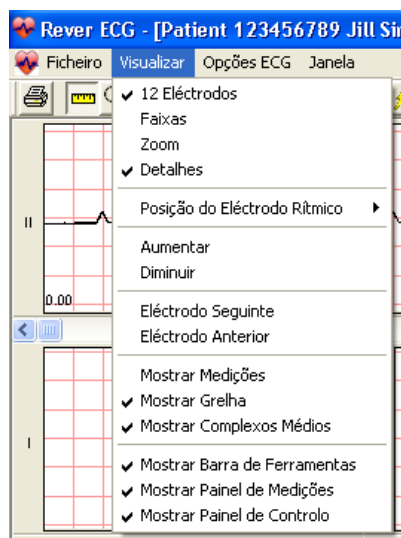 Rever ECG - [Patient 123456789 Jill Si
Ficheiro Visualizar Opções ECG Janela
12 Eléctrodos
Faixas
Zoom
Detalhes
Posição do Eléctrodo Rítmico
Aumentar
Diminuir
Eléctrodo Seguinte
Eléctrodo Anterior
Mostrar Medições
Mostrar Grelha
Mostrar Complexos Médios
Mostrar Barra de Ferramentas
Mostrar Painel de Medições
Mostrar Painel de Controlo
II
0.00
I